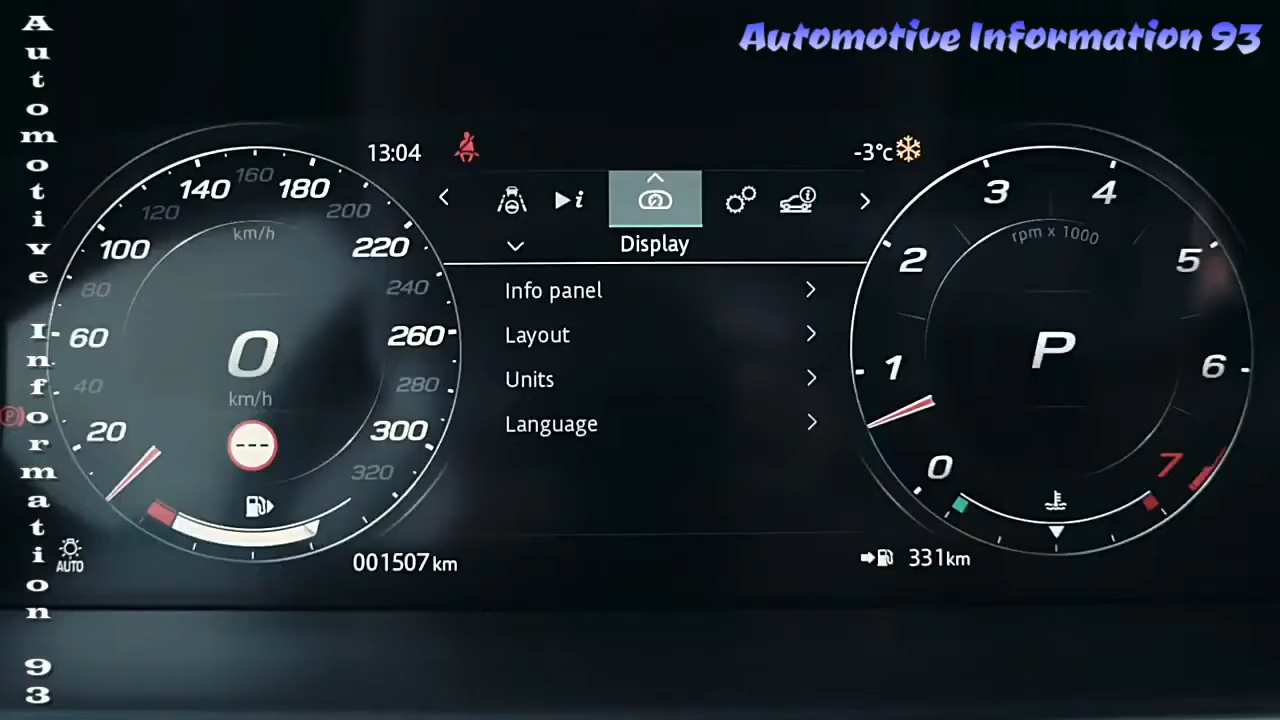 Automotive Information 93
Automotive Information 93
13:04
-3°c
i
Display
Info panel
Layout
Units
Language
20
40
60
80
100
120
140
160
180
200
220
240
260
280
300
320
km/h
0
km/h
---
P
AUTO
001507 km
0
1
2
3
4
5
6
7
rpm x 1000
P
331km